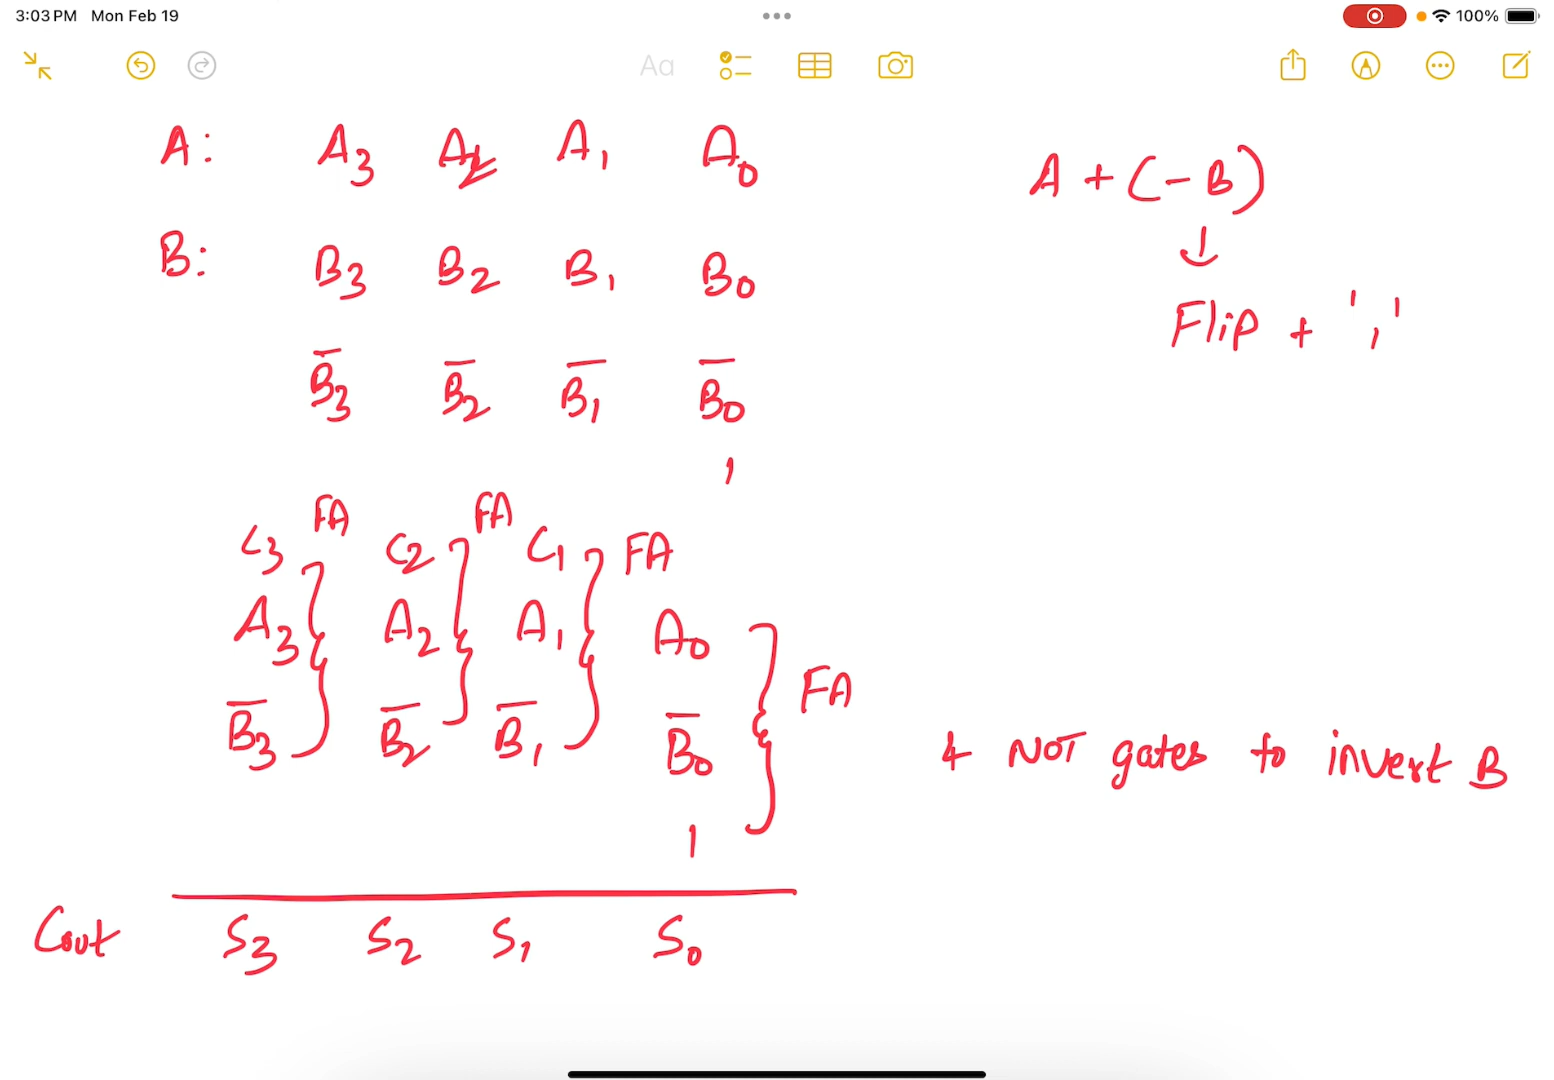 3:03 PM Mon Feb 19
100%
Aa
A: A3 A2 A1 A0
A + (-B)
B: B3 B2 B1 B0
↓
Flip + '1'
B̅3 B̅2 B̅1 B̅0
1
FA FA
C3 C2 C1 FA
A3 A2 A1 A0
FA
B̅3 B̅2 B̅1 B̅0
4 NOT gates to invert B
1
Cout S3 S2 S1 S0